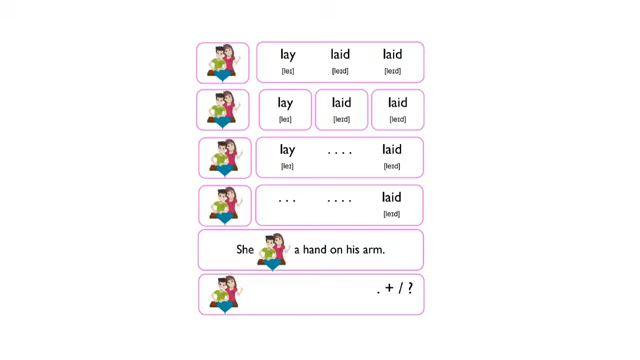 lay laid laid
[leɪ] [leɪd] [leɪd]
lay laid laid
[leɪ] [leɪd] [leɪd]
lay . . . . laid
[leɪ] [leɪd]
. . . . . . . laid
[leɪd]
She a hand on his arm.
. + / ?